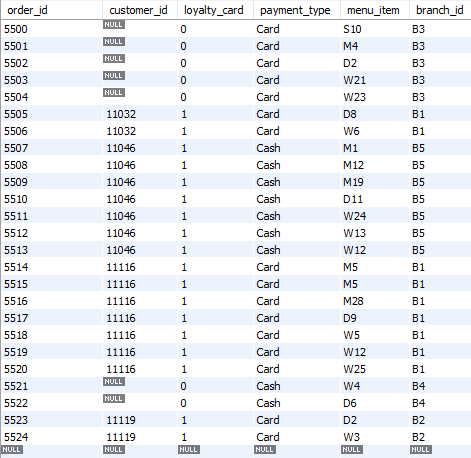 order_id customer_id loyalty_card payment_type menu_item branch_id
5500 NULL 0 Card S10 B3
5501 NULL 0 Card M4 B3
5502 NULL 0 Card D2 B3
5503 NULL 0 Card W21 B3
5504 NULL 0 Card W23 B3
5505 11032 1 Card D8 B1
5506 11032 1 Card W6 B1
5507 11046 1 Cash M1 B5
5508 11046 1 Cash M12 B5
5509 11046 1 Cash M19 B5
5510 11046 1 Cash D11 B5
5511 11046 1 Cash W24 B5
5512 11046 1 Cash W13 B5
5513 11046 1 Cash W12 B5
5514 11116 1 Card M5 B1
5515 11116 1 Card M5 B1
5516 11116 1 Card M28 B1
5517 11116 1 Card D9 B1
5518 11116 1 Card W5 B1
5519 11116 1 Card W12 B1
5520 11116 1 Card W25 B1
5521 NULL 0 Cash W4 B4
5522 NULL 0 Cash D6 B4
5523 11119 1 Card D2 B2
5524 11119 1 Card W3 B2
NULL NULL NULL NULL NULL NULL